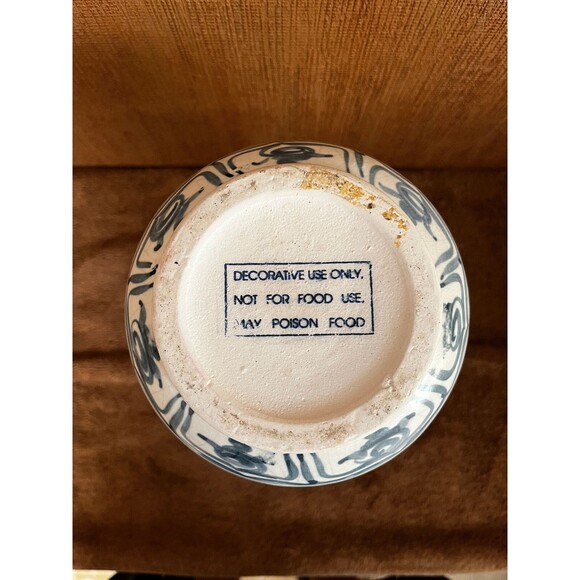 DECORATIVE USE ONLY.
NOT FOR FOOD USE.
MAY POISON FOOD